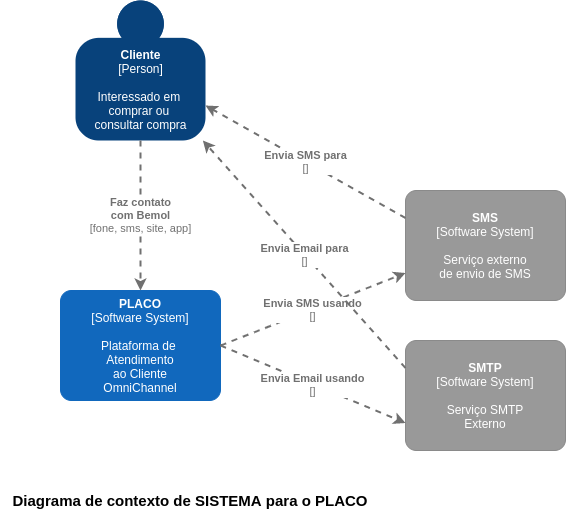 Cliente
[Person]
Interessado em
comprar ou
consultar compra
Envia SMS para
[]
Faz contato
com Bemol
[fone, sms, site, app]
SMS
[Software System]
Serviço externo
de envio de SMS
Envia Email para
[]
PLACO
[Software System]
Plataforma de
Atendimento
ao Cliente
OmniChannel
Envia SMS usando
[]
Envia Email usando
[]
SMTP
[Software System]
Serviço SMTP
Externo
Diagrama de contexto de SISTEMA para o PLACO